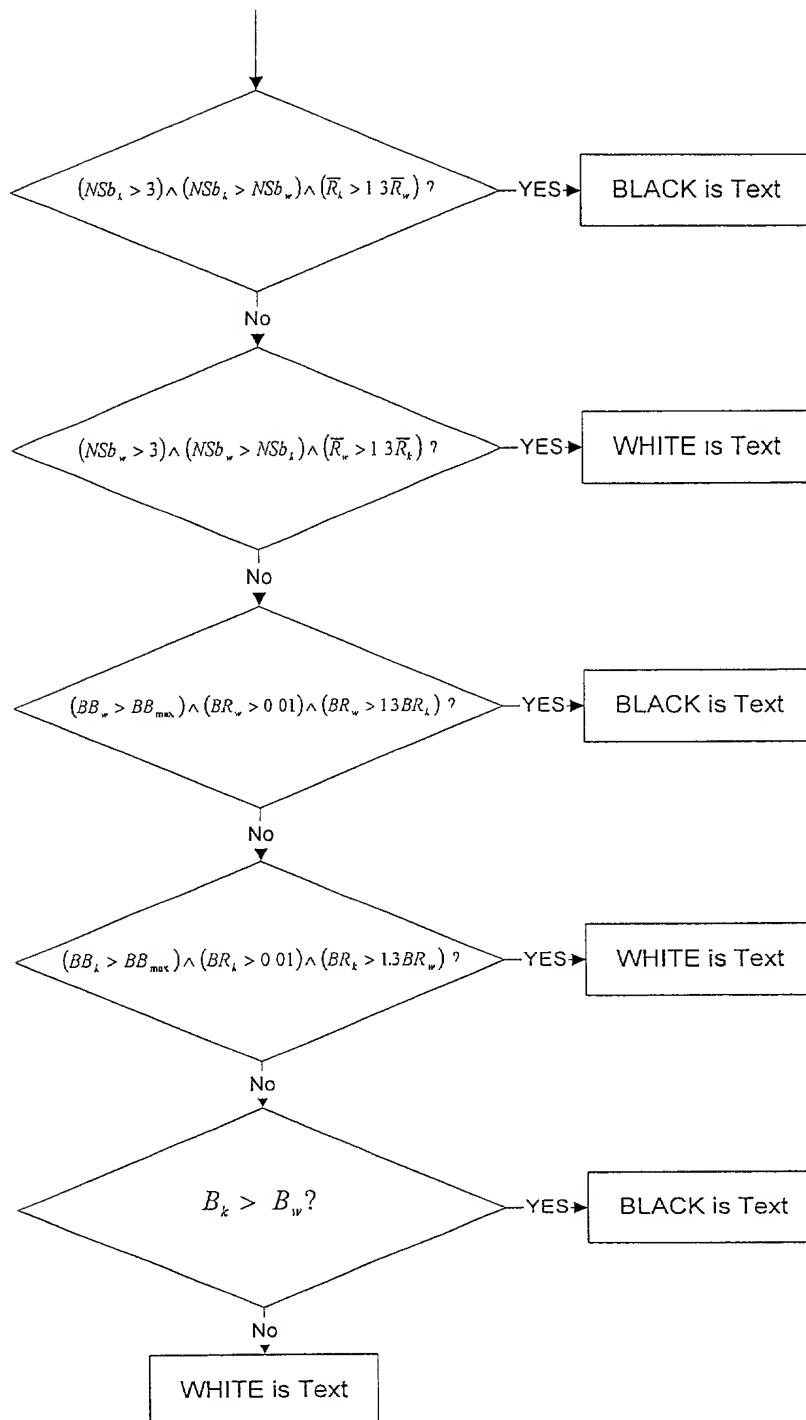 (NSb_k > 3) ∧ (NSb_k > NSb_w) ∧ (R̅_k > 1 3R̅_w) ?
YES
BLACK is Text
No
(NSb_w > 3) ∧ (NSb_w > NSb_k) ∧ (R̅_w > 1 3R̅_k) ?
YES
WHITE is Text
No
(BB_w > BB_max) ∧ (BR_w > 0 01) ∧ (BR_w > 1 3BR_k) ?
YES
BLACK is Text
No
(BB_k > BB_max) ∧ (BR_k > 0 01) ∧ (BR_k > 1.3BR_w) ?
YES
WHITE is Text
No
B_k > B_w?
YES
BLACK is Text
No
WHITE is Text